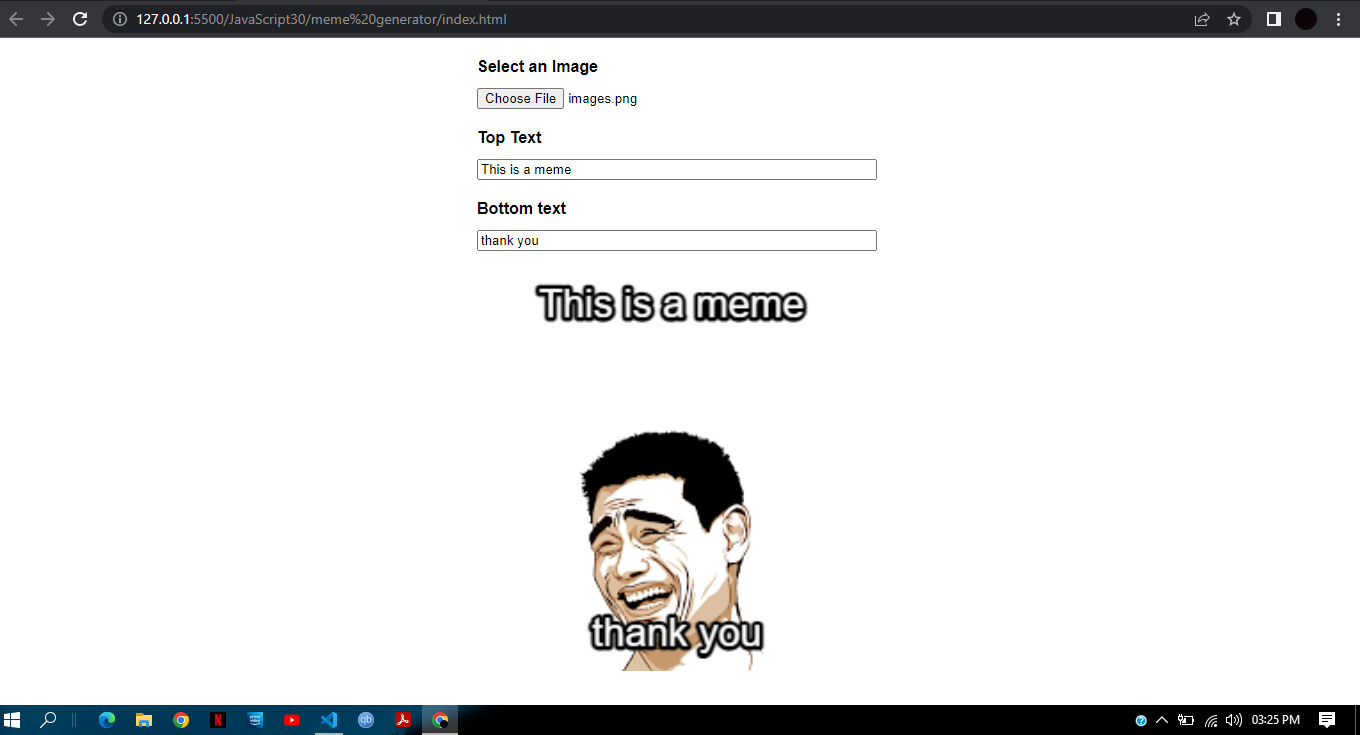 127.0.0.1:5500/JavaScript30/meme%20generator/index.html
Select an Image
Choose File images.png
Top Text
This is a meme
Bottom text
thank you
This is a meme
thank you
03:25 PM